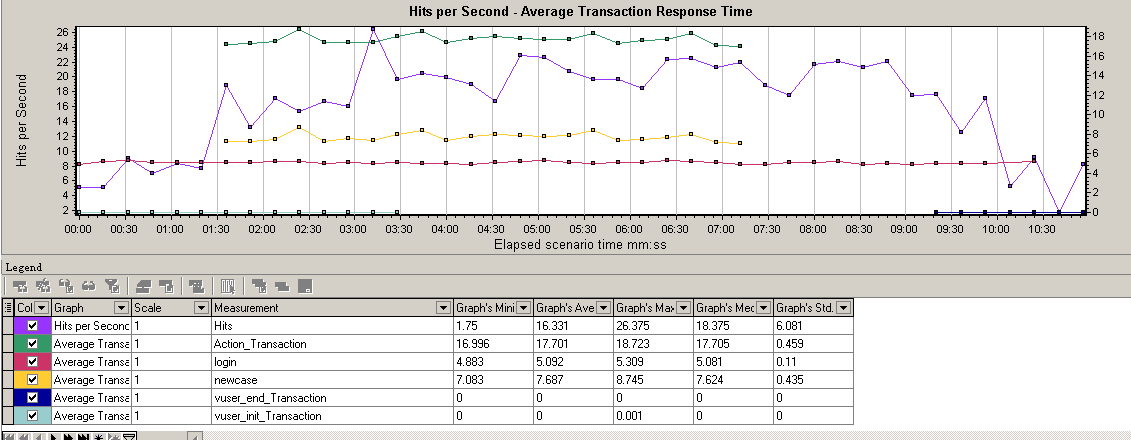 Hits per Second - Average Transaction Response Time
Hits per Second
26
24
22
20
18
16
14
12
10
8
6
4
2
18
16
14
12
10
8
6
4
2
0
00:00 00:30 01:00 01:30 02:00 02:30 03:00 03:30 04:00 04:30 05:00 05:30 06:00 06:30 07:00 07:30 08:00 08:30 09:00 09:30 10:00 10:30
Elapsed scenario time mm:ss
Legend
Col Graph Scale Measurement Graph's Mini Graph's Ave Graph's Max Graph's Med Graph's Std.
Hits per Second 1 Hits 1.75 16.331 26.375 18.375 6.081
Average Transa 1 Action_Transaction 16.996 17.701 18.723 17.705 0.459
Average Transa 1 login 4.883 5.092 5.309 5.081 0.11
Average Transa 1 newcase 7.083 7.687 8.745 7.624 0.435
Average Transa 1 vuser_end_Transaction 0 0 0 0 0
Average Transa 1 vuser_init_Transaction 0 0 0.001 0 0